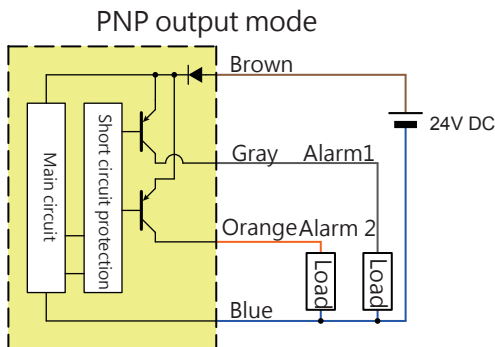 PNP output mode
Brown
24V DC
Main circuit
Short circuit protection
Gray Alarm1
Orange Alarm 2
Load
Load
Blue